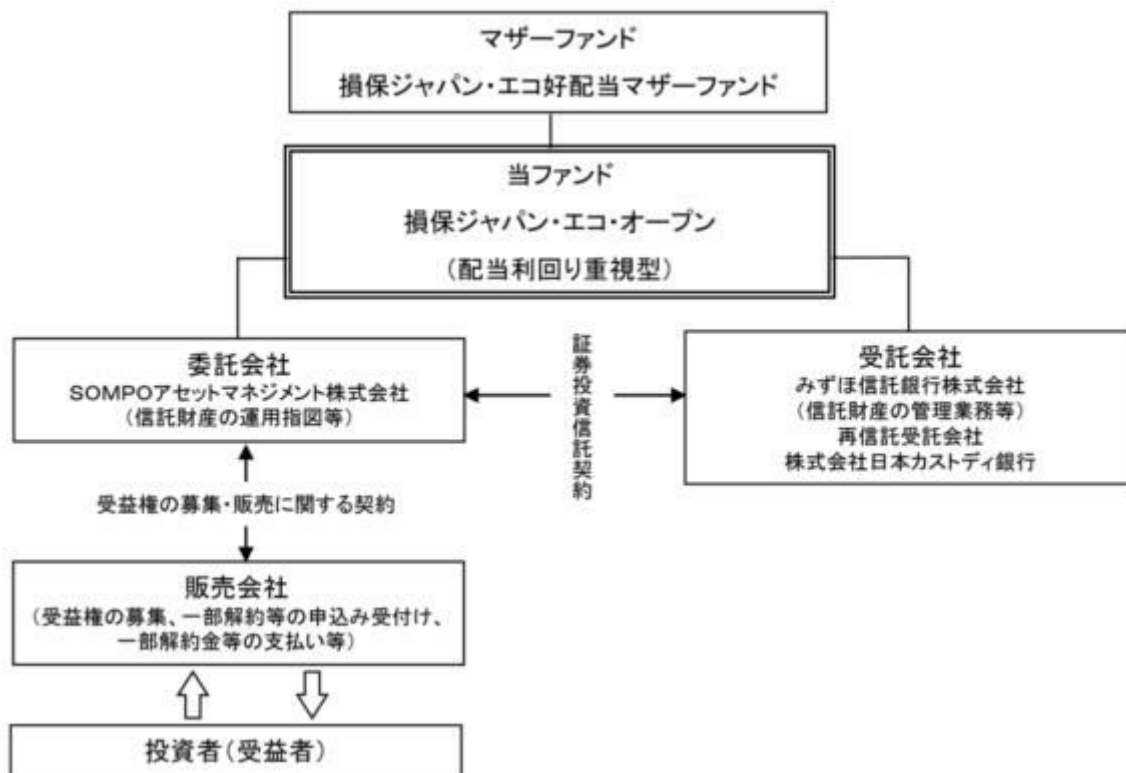 マザーファンド
損保ジャパン・エコ好配当マザーファンド
当ファンド
損保ジャパン・エコ・オープン
(配当利回り重視型)
委託会社
SOMPOアセットマネジメント株式会社
(信託財産の運用指図等)
証券投資信託契約
受託会社
みずほ信託銀行株式会社
(信託財産の管理業務等)
再信託受託会社
株式会社日本カストディ銀行
受益権の募集・販売に関する契約
販売会社
(受益権の募集、一部解約等の申込み受付け、
一部解約金等の支払い等)
投資者(受益者)